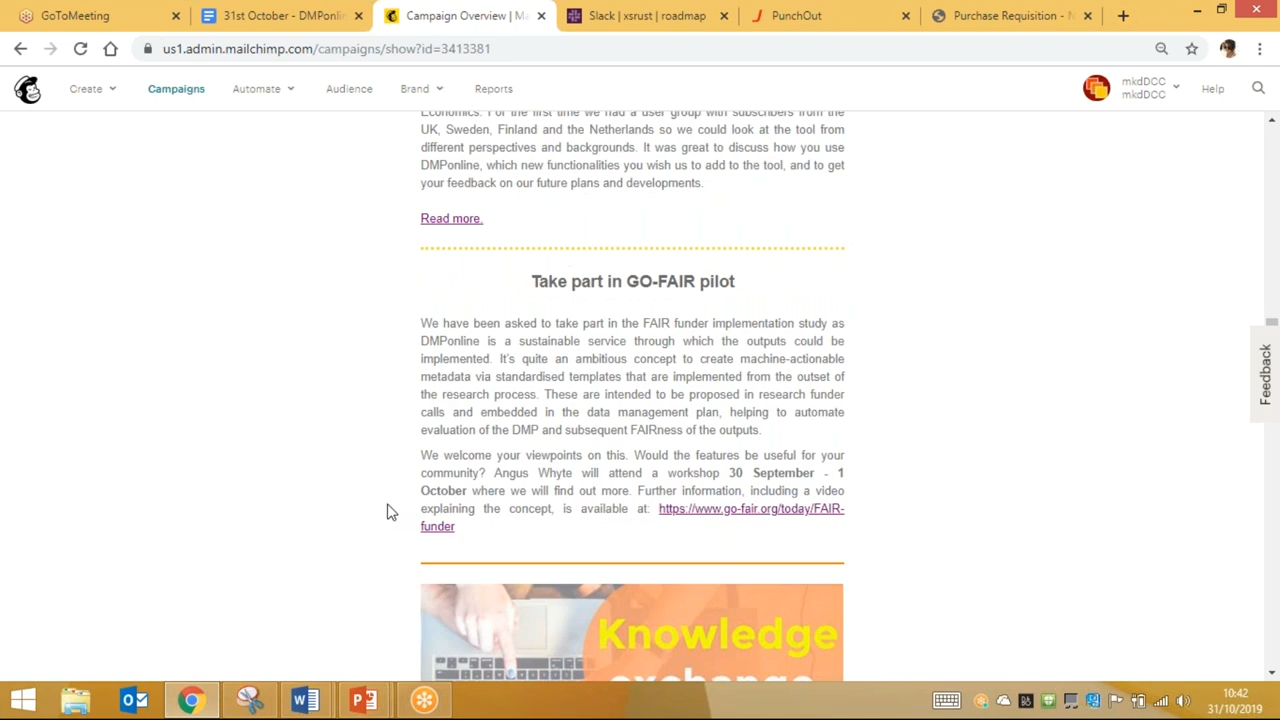 GoToMeeting
31st October - DMPonlin
Campaign Overview | Ma
Slack | xsrust | roadmap
PunchOut
Purchase Requisition - N
us1.admin.mailchimp.com/campaigns/show?id=3413381
Create
Campaigns
Automate
Audience
Brand
Reports
mkdDCC
mkdDCC
Help
Economics. For the first time we had a user group with subscribers from the
UK, Sweden, Finland and the Netherlands so we could look at the tool from
different perspectives and backgrounds. It was great to discuss how you use
DMPonline, which new functionalities you wish us to add to the tool, and to get
your feedback on our future plans and developments.
Read more.
Take part in GO-FAIR pilot
We have been asked to take part in the FAIR funder implementation study as
DMPonline is a sustainable service through which the outputs could be
implemented. It's quite an ambitious concept to create machine-actionable
metadata via standardised templates that are implemented from the outset of
the research process. These are intended to be proposed in research funder
calls and embedded in the data management plan, helping to automate
evaluation of the DMP and subsequent FAIRness of the outputs.
We welcome your viewpoints on this. Would the features be useful for your
community? Angus Whyte will attend a workshop 30 September - 1
October where we will find out more. Further information, including a video
explaining the concept, is available at: https://www.go-fair.org/today/FAIR-
funder
Feedback
Knowledge
exchange
10:42
31/10/2019